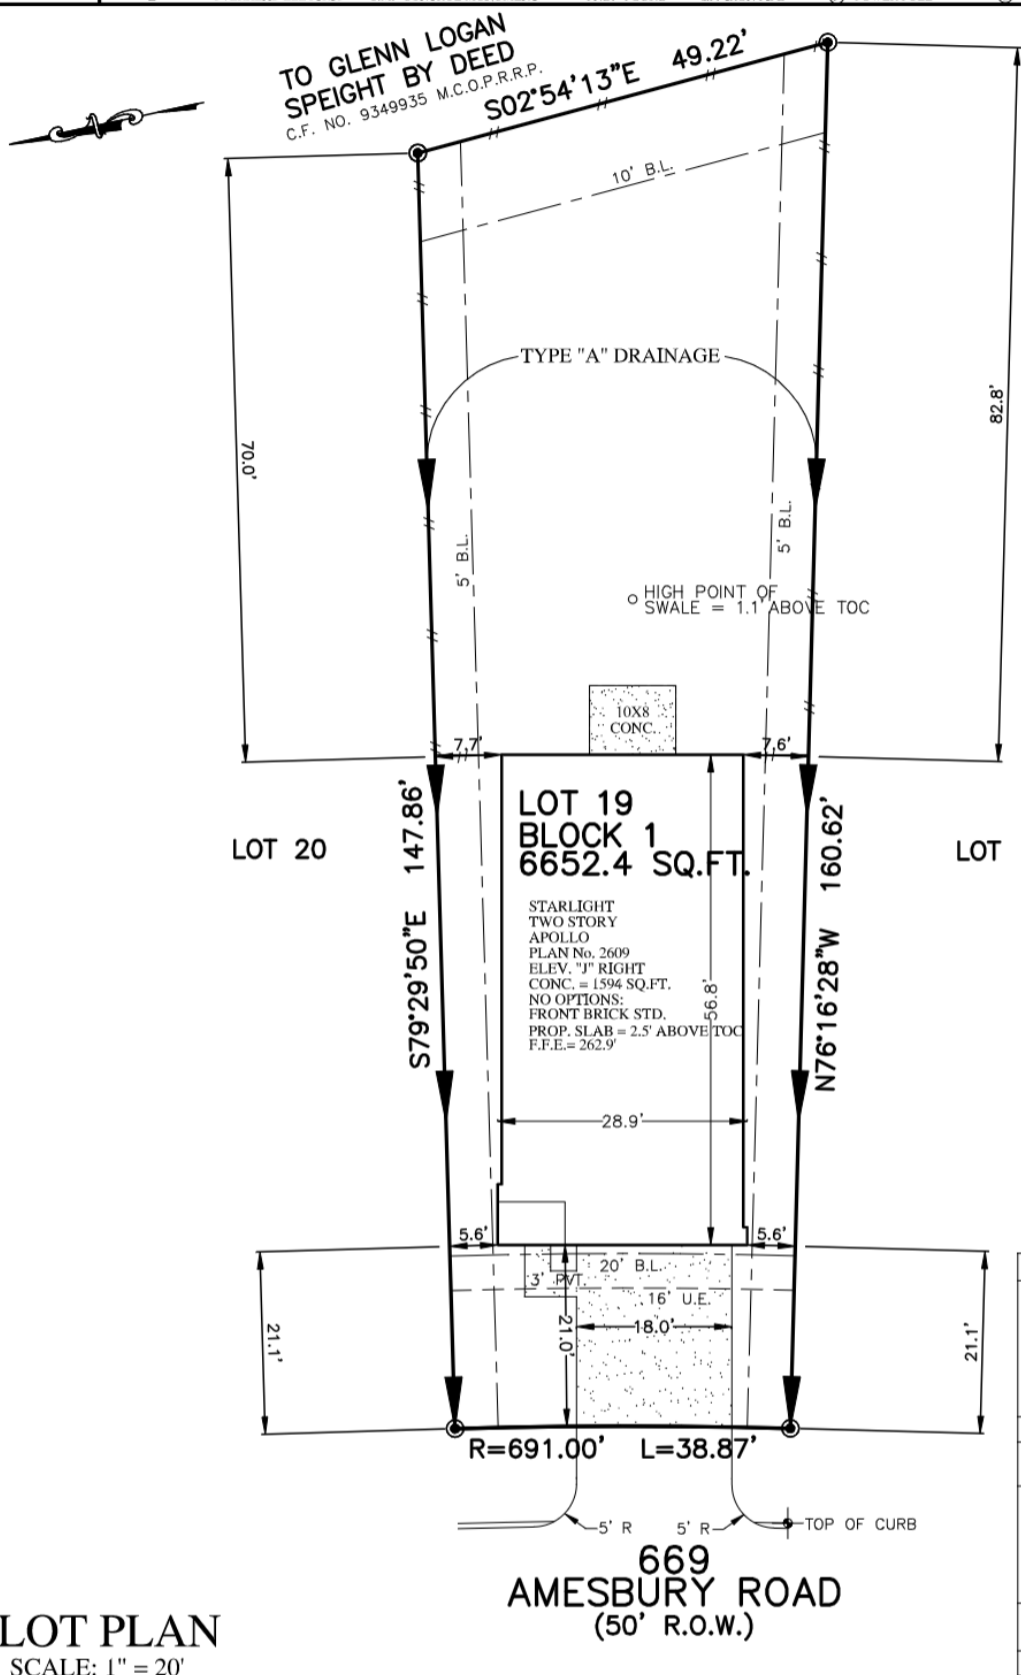 TO GLENN LOGAN
SPEIGHT BY DEED
C.F. NO. 9349935 M.C.O.P.R.R.P.
S02°54'13"E 49.22'
10' B.L.
TYPE "A" DRAINAGE
70.0'
82.8'
5' B.L.
5' B.L.
HIGH POINT OF
SWALE = 1.1' ABOVE TOC
10X8
CONC.
7.7'
7.6'
LOT 20
S79°29'50"E 147.86'
LOT 19
BLOCK 1
6652.4 SQ.FT.
N76°16'28"W 160.62'
LOT
STARLIGHT
TWO STORY
APOLLO
PLAN No. 2609
ELEV. "J" RIGHT
CONC. = 1594 SQ.FT.
NO OPTIONS:
FRONT BRICK STD.
PROP. SLAB = 2.5' ABOVE TOC
F.F.E.= 262.9'
56.8'
28.9'
5.6'
5.6'
20' B.L.
3' PVT.
16' U.E.
18.0'
21.0'
21.1'
21.1'
R=691.00' L=38.87'
5' R
5' R
TOP OF CURB
669
AMESBURY ROAD
(50' R.O.W.)
LOT PLAN
SCALE: 1" = 20'